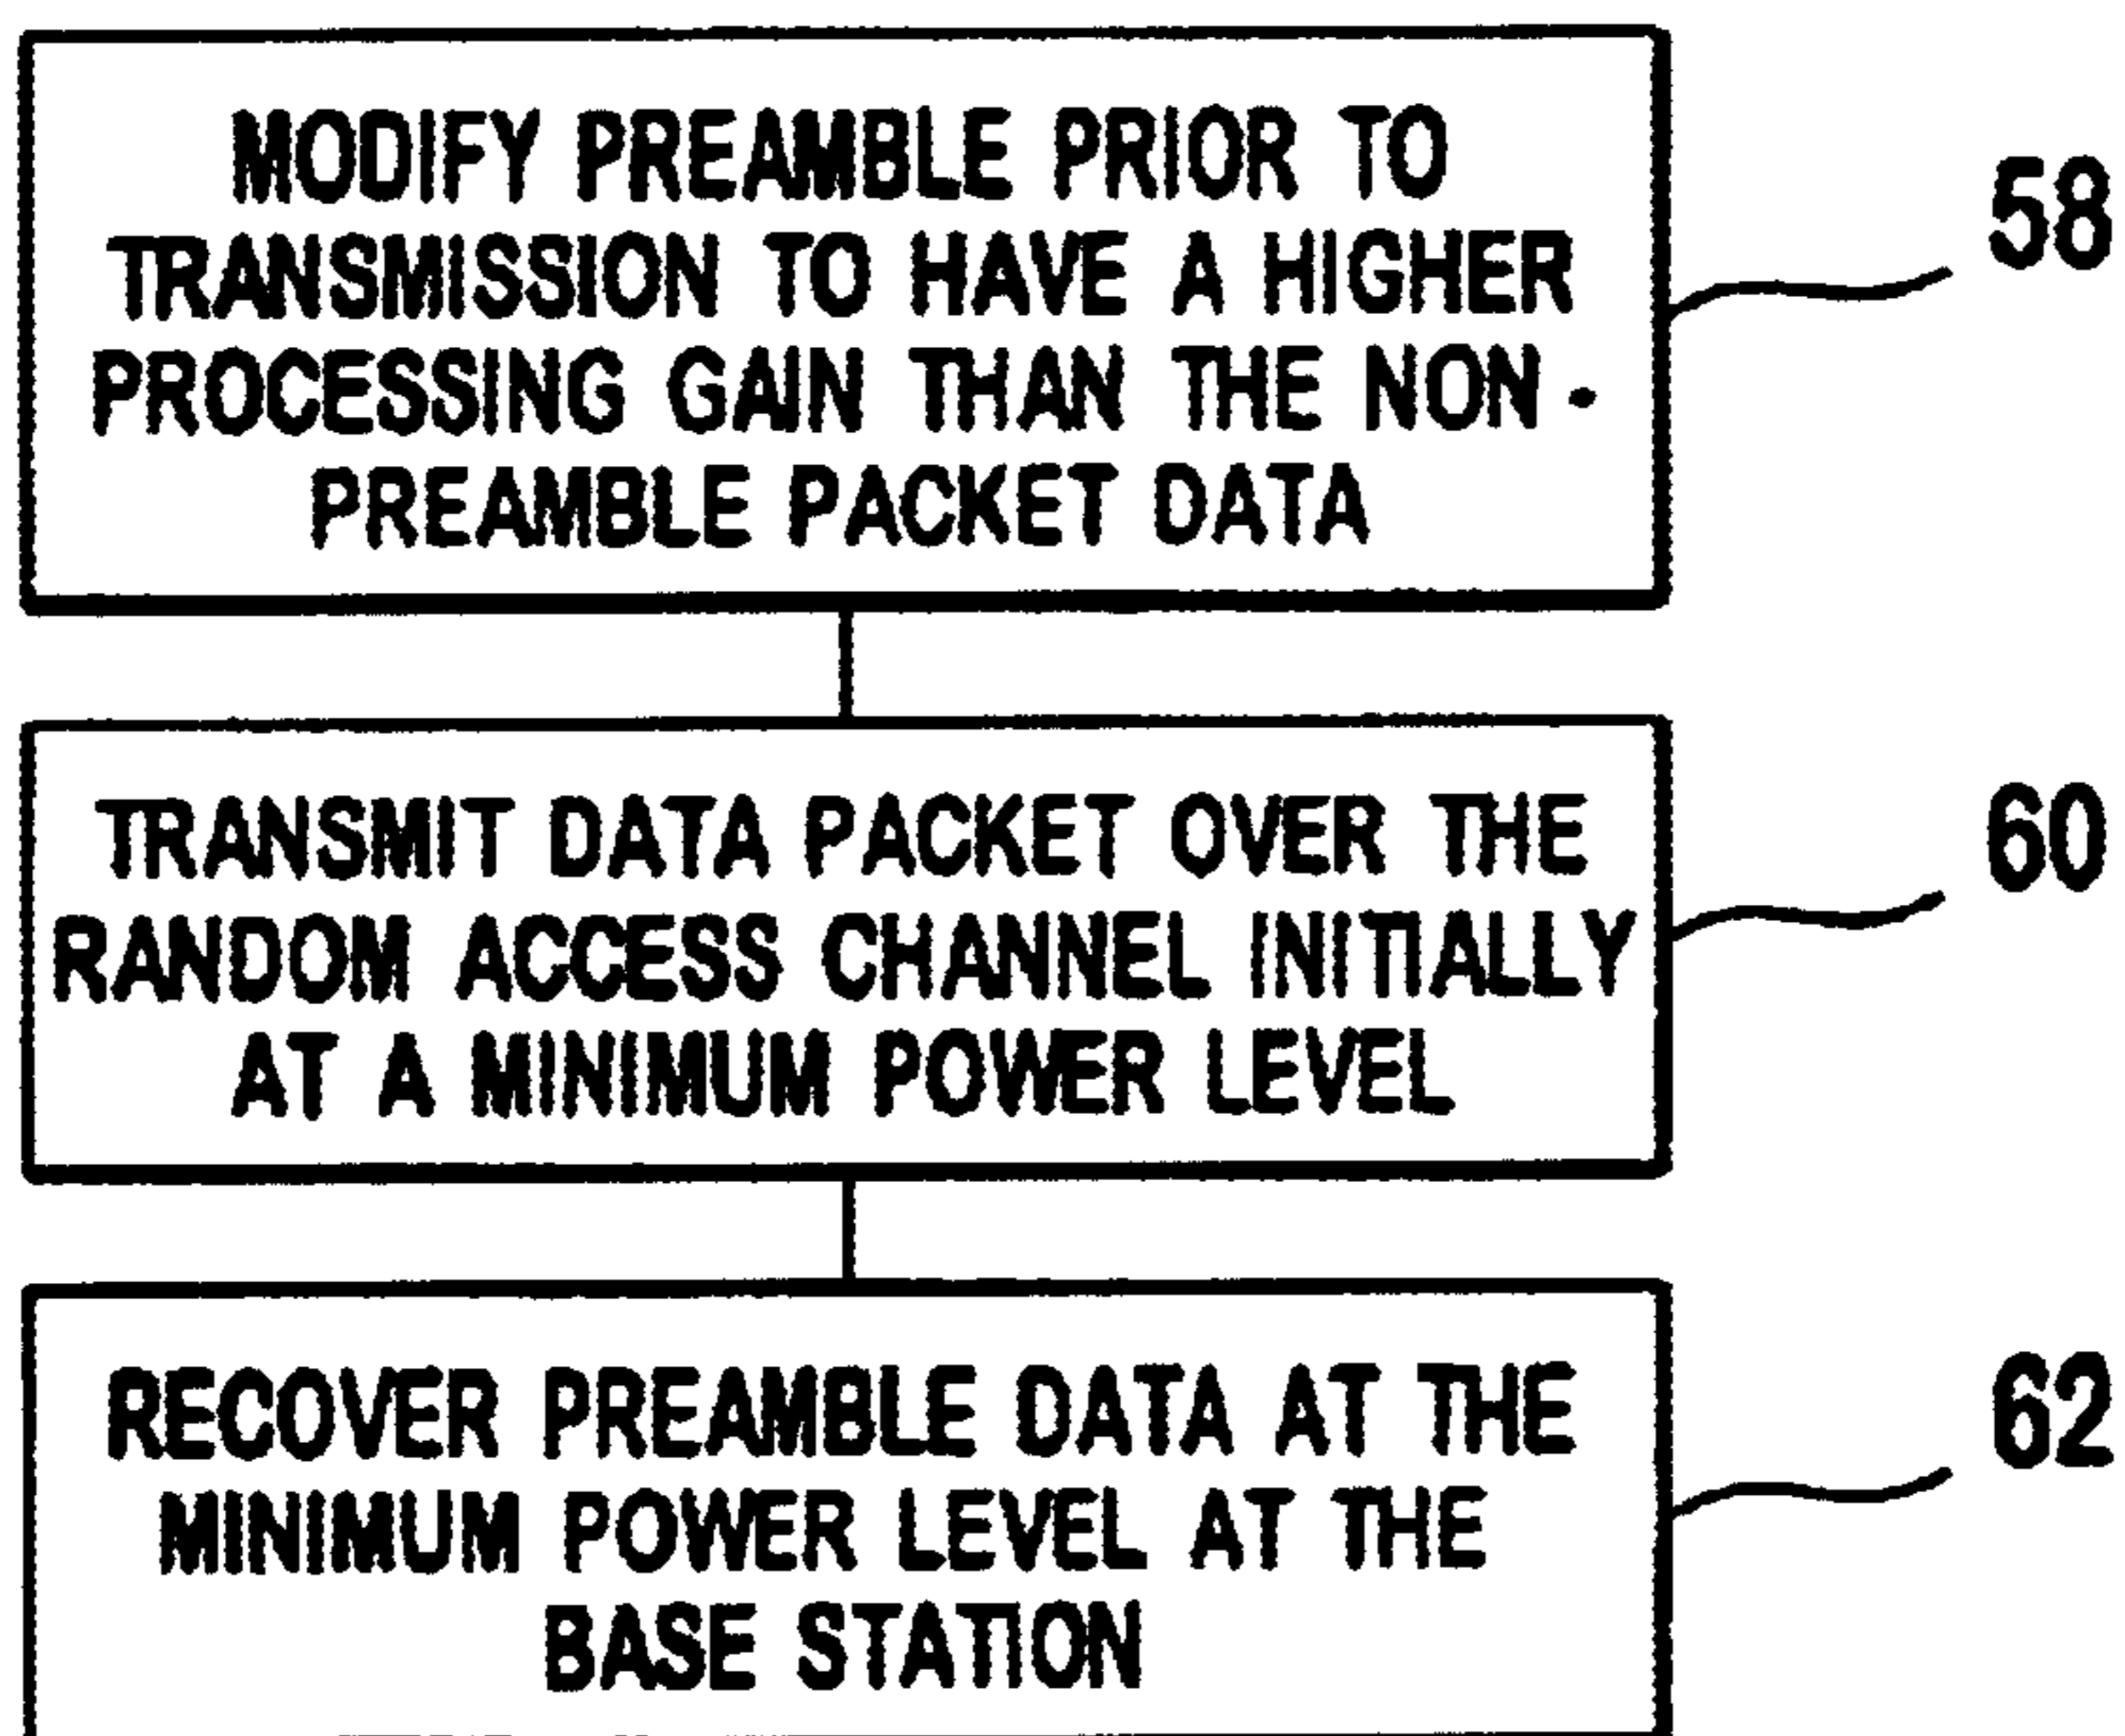 MODIFY PREAMBLE PRIOR TO
TRANSMISSION TO HAVE A HIGHER
PROCESSING GAIN THAN THE NON-
PREAMBLE PACKET DATA
58
TRANSMIT DATA PACKET OVER THE
RANDOM ACCESS CHANNEL INITIALLY
AT A MINIMUM POWER LEVEL
60
RECOVER PREAMBLE DATA AT THE
MINIMUM POWER LEVEL AT THE
BASE STATION
62